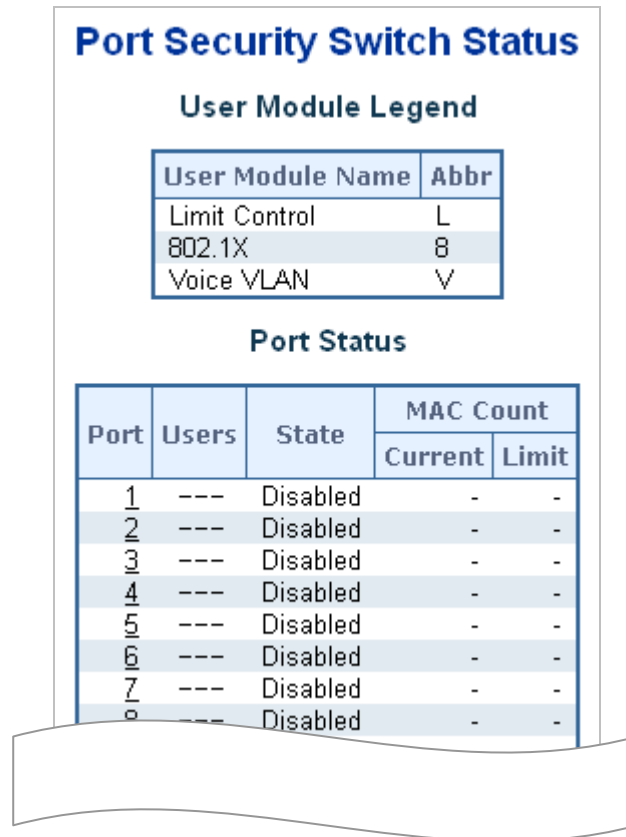 Port Security Switch Status
User Module Legend
User Module Name Abbr
Limit Control L
802.1X 8
Voice VLAN V
Port Status
Port Users State MAC Count
Current Limit
1 --- Disabled - -
2 --- Disabled - -
3 --- Disabled - -
4 --- Disabled - -
5 --- Disabled - -
6 --- Disabled - -
7 --- Disabled - -
8 --- Disabled - -